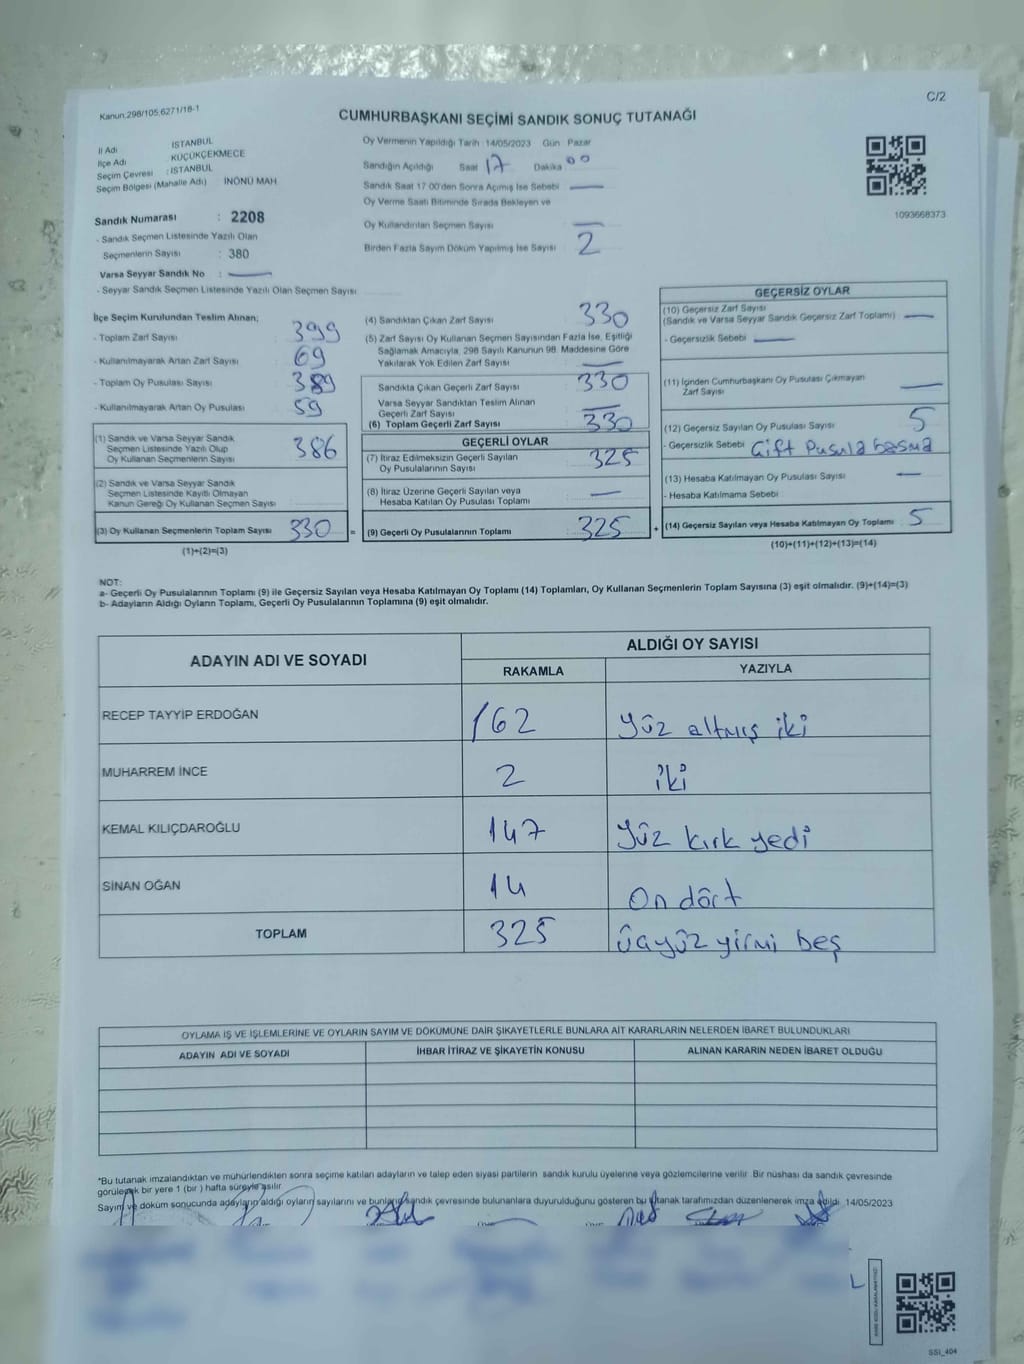 Kanun.298/105.6271/18-1
C/2
CUMHURBAŞKANI SEÇİMİ SANDIK SONUÇ TUTANAĞI
İl Adı İSTANBUL
İlçe Adı KÜÇÜKÇEKMECE
Seçim Çevresi : İSTANBUL
Seçim Bölgesi (Mahalle Adı) İNÖNÜ MAH
Sandık Numarası : 2208
- Sandık Seçmen Listesinde Yazılı Olan
Seçmenlerin Sayısı : 380
Varsa Seyyar Sandık No :
- Seyyar Sandık Seçmen Listesinde Yazılı Olan Seçmen Sayısı
Oy Vermenin Yapıldığı Tarih 14/05/2023 Gün Pazar
Sandığın Açıldığı Saat 17 Dakika 00
Sandık Saat 17.00'den Sonra Açımış İse Sebebi
Oy Verme Saati Bitiminde Sırada Bekleyen ve
Oy Kullandırılan Seçmen Sayısı
Birden Fazla Sayım Döküm Yapılmış İse Sayısı 2
1093668373
İlçe Seçim Kurulundan Teslim Alınan;
- Toplam Zarf Sayısı 399
- Kullanılmayarak Artan Zarf Sayısı 69
- Toplam Oy Pusulası Sayısı 389
- Kullanılmayarak Artan Oy Pusulası 59
(1) Sandık ve Varsa Seyyar Sandık
Seçmen Listesinde Yazılı Olup
Oy Kullanan Seçmenlerin Sayısı 386
(2) Sandık ve Varsa Seyyar Sandık
Seçmen Listesinde Kayıtlı Olmayan
Kanun Gereği Oy Kullanan Seçmen Sayısı
(3) Oy Kullanan Seçmenlerin Toplam Sayısı 330 =
(1)+(2)=(3)
(4) Sandıktan Çıkan Zarf Sayısı 330
(5) Zarf Sayısı Oy Kullanan Seçmen Sayısından Fazla İse, Eşitliği
Sağlamak Amacıyla, 298 Sayılı Kanunun 98. Maddesine Göre
Yakılarak Yok Edilen Zarf Sayısı
Sandıkta Çıkan Geçerli Zarf Sayısı 330
Varsa Seyyar Sandıktan Teslim Alınan
Geçerli Zarf Sayısı
(6) Toplam Geçerli Zarf Sayısı 330
GEÇERLİ OYLAR
(7) İtiraz Edilmeksizin Geçerli Sayılan
Oy Pusulalarının Sayısı 325
(8) İtiraz Üzerine Geçerli Sayılan veya
Hesaba Katılan Oy Pusulası Toplamı
(9) Geçerli Oy Pusulalarının Toplamı 325 +
GEÇERSİZ OYLAR
(10) Geçersiz Zarf Sayısı
(Sandık ve Varsa Seyyar Sandık Geçersiz Zarf Toplamı)
- Geçersizlik Sebebi
(11) İçinden Cumhurbaşkanı Oy Pusulası Çıkmayan
Zarf Sayısı
(12) Geçersiz Sayılan Oy Pusulası Sayısı 5
- Geçersizlik Sebebi Çift Pusula basma
(13) Hesaba Katılmayan Oy Pusulası Sayısı
- Hesaba Katılmama Sebebi
(14) Geçersiz Sayılan veya Hesaba Katılmayan Oy Toplamı 5
(10)+(11)+(12)+(13)=(14)
NOT:
a- Geçerli Oy Pusulalarının Toplamı (9) ile Geçersiz Sayılan veya Hesaba Katılmayan Oy Toplamı (14) Toplamları, Oy Kullanan Seçmenlerin Toplam Sayısına (3) eşit olmalıdır. (9)+(14)=(3)
b- Adayların Aldığı Oyların Toplamı, Geçerli Oy Pusulalarının Toplamına (9) eşit olmalıdır.
ADAYIN ADI VE SOYADI
ALDIĞI OY SAYISI
RAKAMLA YAZIYLA
RECEP TAYYİP ERDOĞAN 162 Yüz altmış iki
MUHARREM İNCE 2 iki
KEMAL KILIÇDAROĞLU 147 Yüz kırk yedi
SİNAN OĞAN 14 On dört
TOPLAM 325 üçyüz yirmi beş
OYLAMA İŞ VE İŞLEMLERİNE VE OYLARIN SAYIM VE DÖKÜMÜNE DAİR ŞİKAYETLERLE BUNLARA AİT KARARLARIN NELERDEN İBARET BULUNDUKLARI
ADAYIN ADI VE SOYADI İHBAR İTİRAZ VE ŞİKAYETİN KONUSU ALINAN KARARIN NEDEN İBARET OLDUĞU
*Bu tutanak imzalandıktan ve mühürlendikten sonra seçime katılan adayların ve talep eden siyasi partilerin sandık kurulu üyelerine veya gözlemcilerine verilir. Bir nüshası da sandık çevresinde
görülecek bir yere 1 (bir) hafta süreyle asılır.
Sayım ve döküm sonucunda adayların aldığı oyların sayılarını ve bunların sandık çevresinde bulunanlara duyurulduğunu gösteren bu tutanak tarafımızdan düzenlenerek imza edildi. 14/05/2023
SSI_404